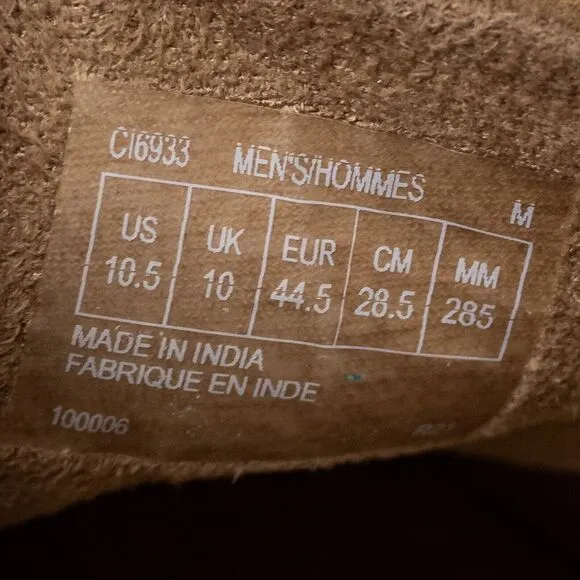 CI6933 MEN'S/HOMMES M
US UK EUR CM MM
10.5 10 44.5 28.5 285
MADE IN INDIA
FABRIQUE EN INDE
100006